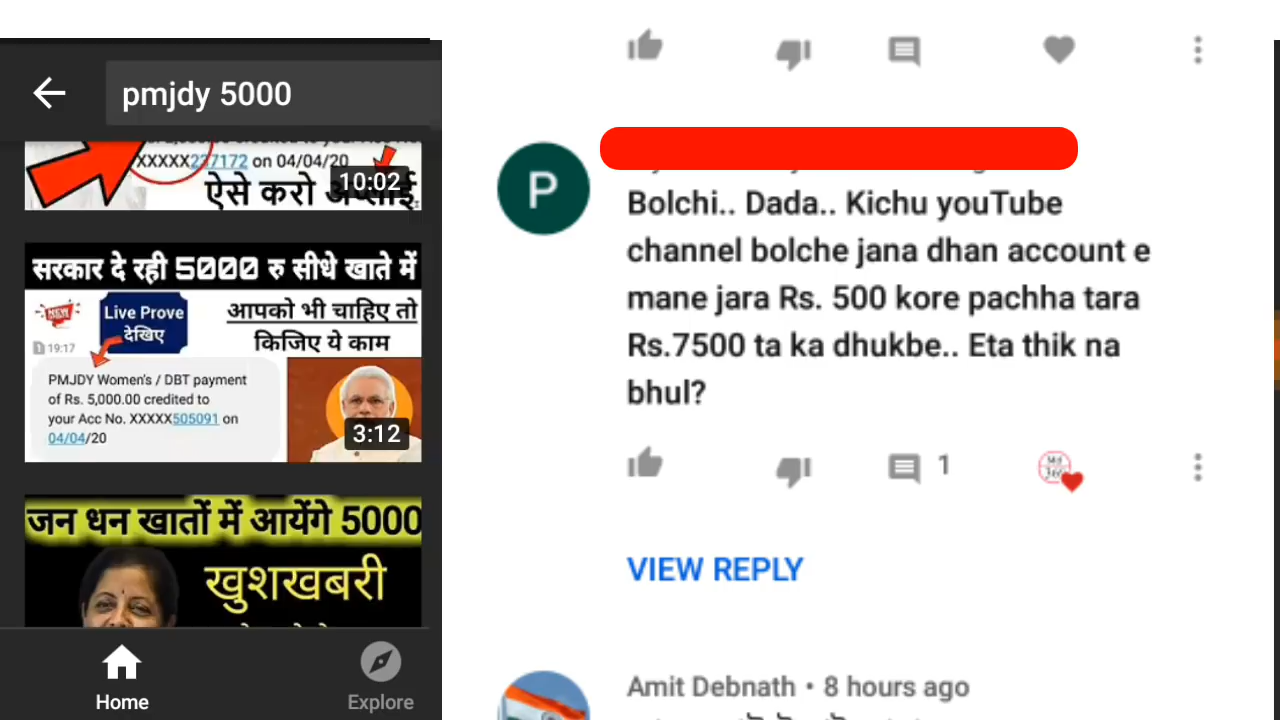 pmjdy 5000
XXXXX237172 on 04/04/20
10:02
ऐसे करो अप्लाई
सरकार दे रही 5000 रु सीधे खाते में
NEW
Live Prove
देखिए
आपको भी चाहिए तो
किजिए ये काम
1 19:17
PMJDY Women's / DBT payment
of Rs. 5,000.00 credited to
your Acc No. XXXXX505091 on
04/04/20
3:12
जन धन खातों में आयेंगे 5000
खुशखबरी
Home
Explore
P
Bolchi.. Dada.. Kichu youTube
channel bolche jana dhan account e
mane jara Rs. 500 kore pachha tara
Rs.7500 ta ka dhukbe.. Eta thik na
bhul?
1
VIEW REPLY
Amit Debnath • 8 hours ago